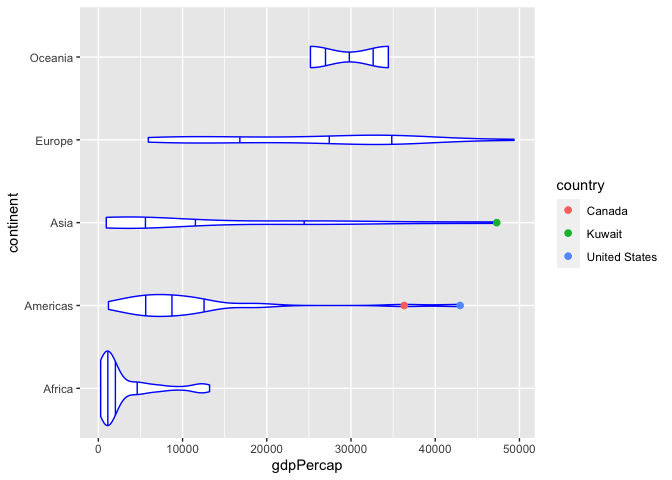 continent
Oceania
Europe
Asia
Americas
Africa
0 10000 20000 30000 40000 50000
gdpPercap
country
Canada
Kuwait
United States